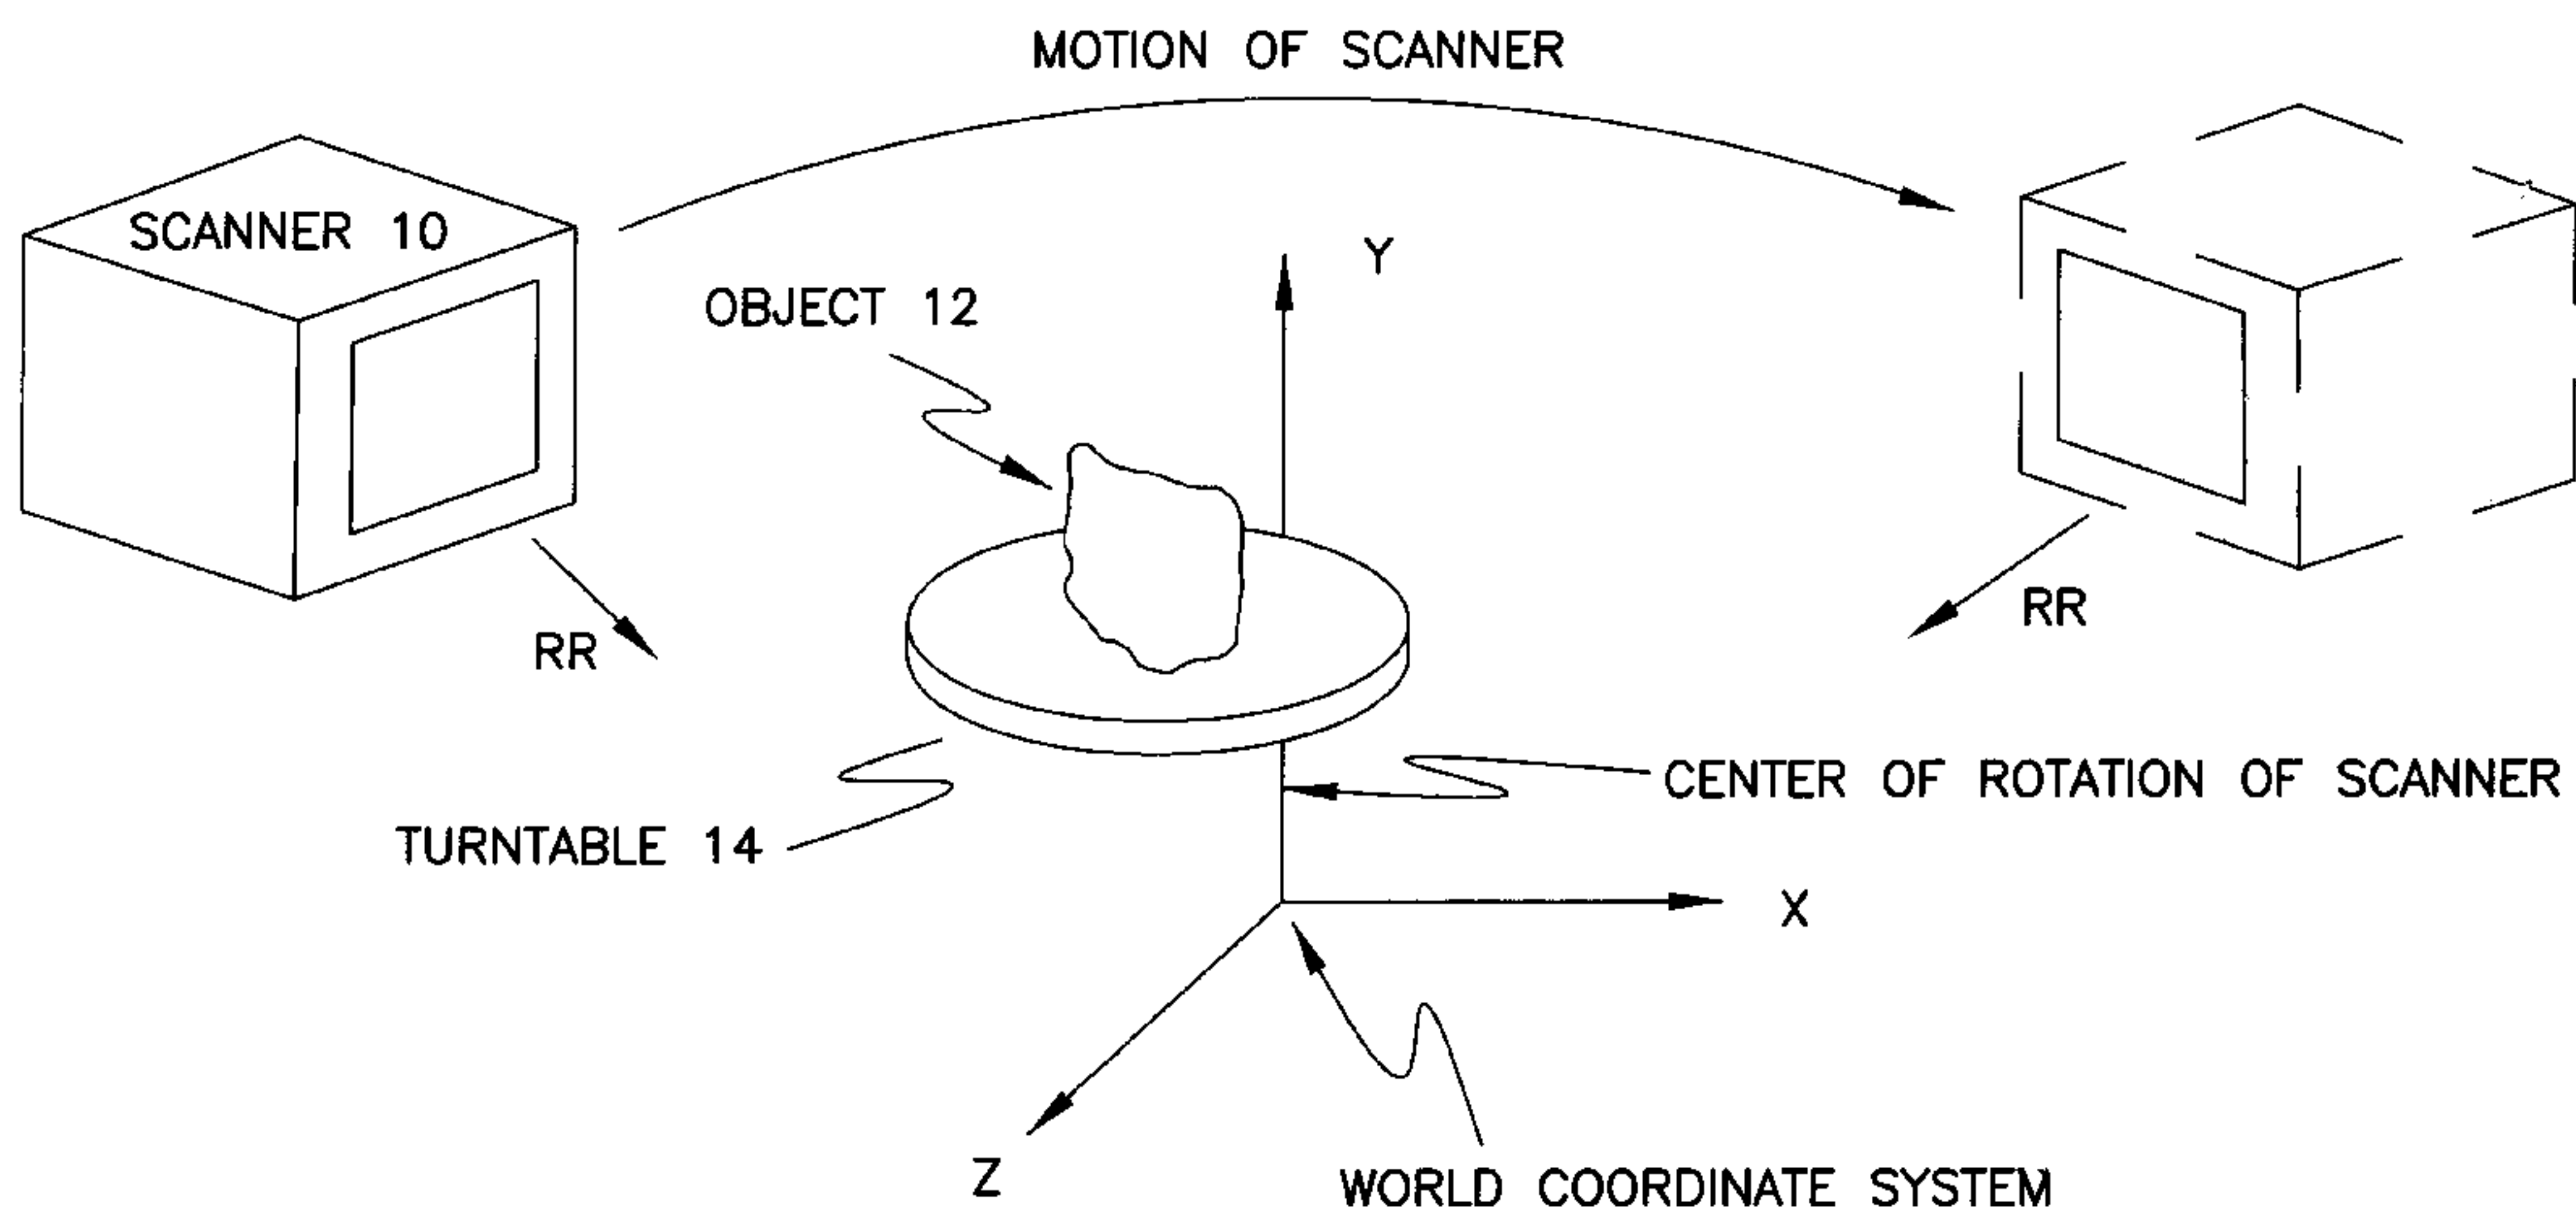 MOTION OF SCANNER
SCANNER 10
Y
OBJECT 12
RR
RR
CENTER OF ROTATION OF SCANNER
TURNTABLE 14
X
Z
WORLD COORDINATE SYSTEM